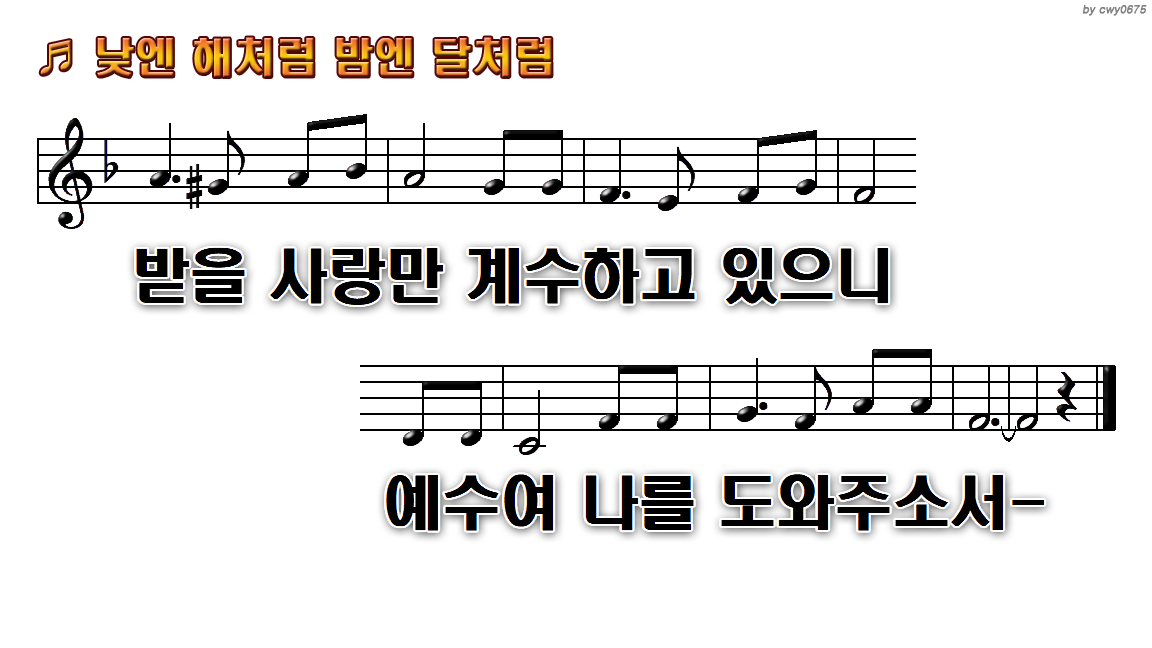 by cwy0675
♬ 낮엔 해처럼 밤엔 달처럼
받을 사랑만 계수하고 있으니
예수여 나를 도와주소서-